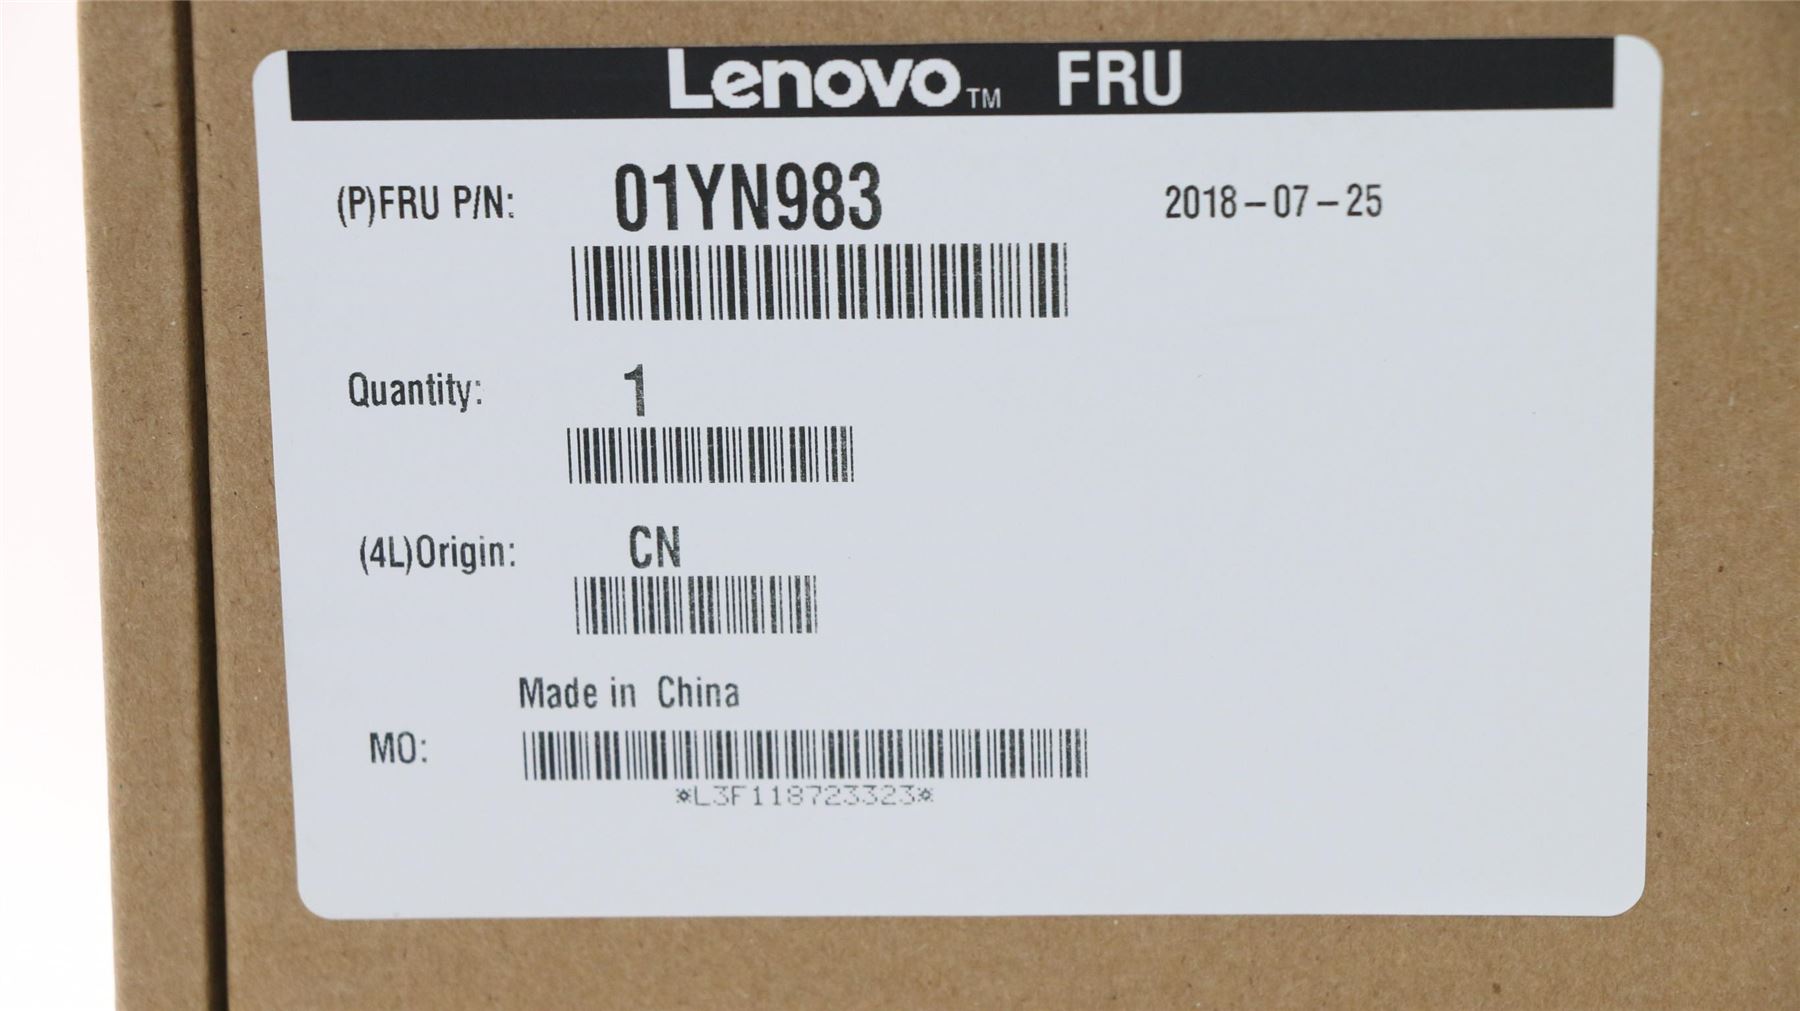 Lenovo™ FRU
(P)FRU P/N: 01YN983 2018-07-25
Quantity: 1
(4L)Origin: CN
Made in China
MO:
*L3F118723323*